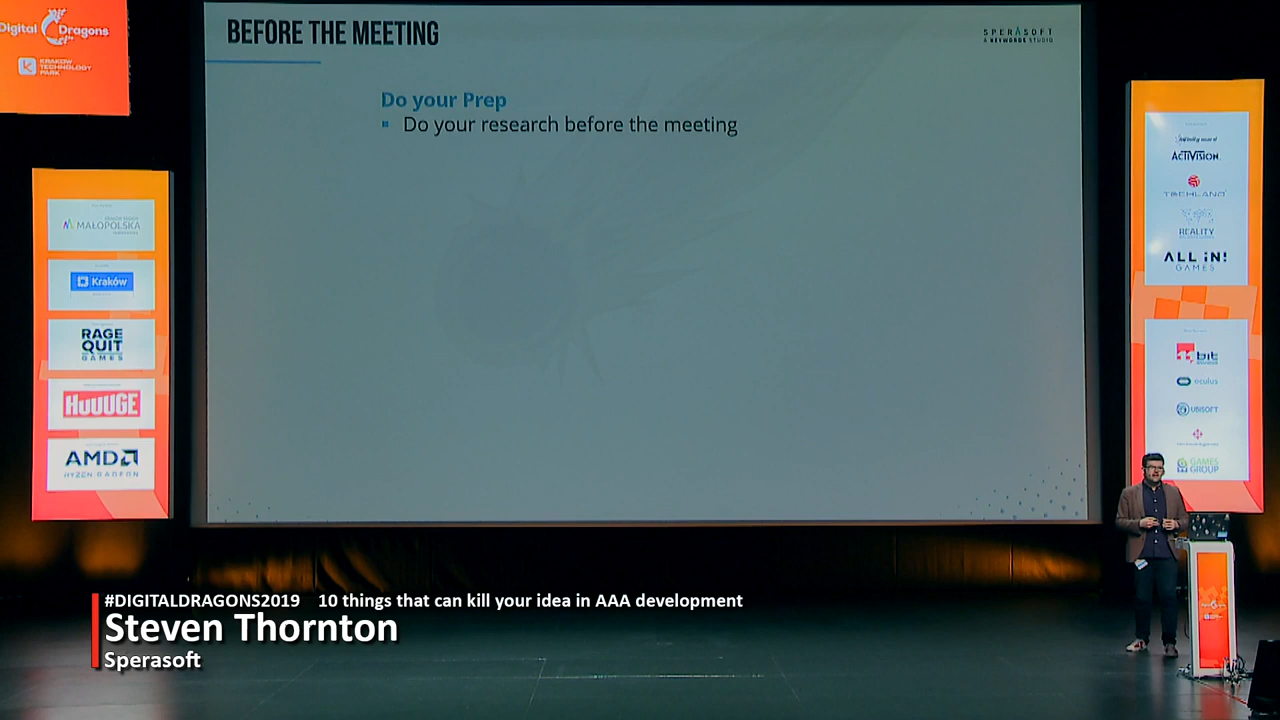 Digital Dragons
KRAKOW
TECHNOLOGY
PARK
BEFORE THE MEETING
SPERASOFT
A KEYWORDS STUDIO
Do your Prep
Do your research before the meeting
MAŁOPOLSKA
Kraków
RAGE
QUIT
GAMES
HUUUGE
AMD
RYZEN RADEON
ACTIVISION
TECHLAND
REALITY
ALL iN!
GAMES
11 bit
oculus
UBISOFT
GAMES
GROUP
#DIGITALDRAGONS2019 10 things that can kill your idea in AAA development
Steven Thornton
Sperasoft